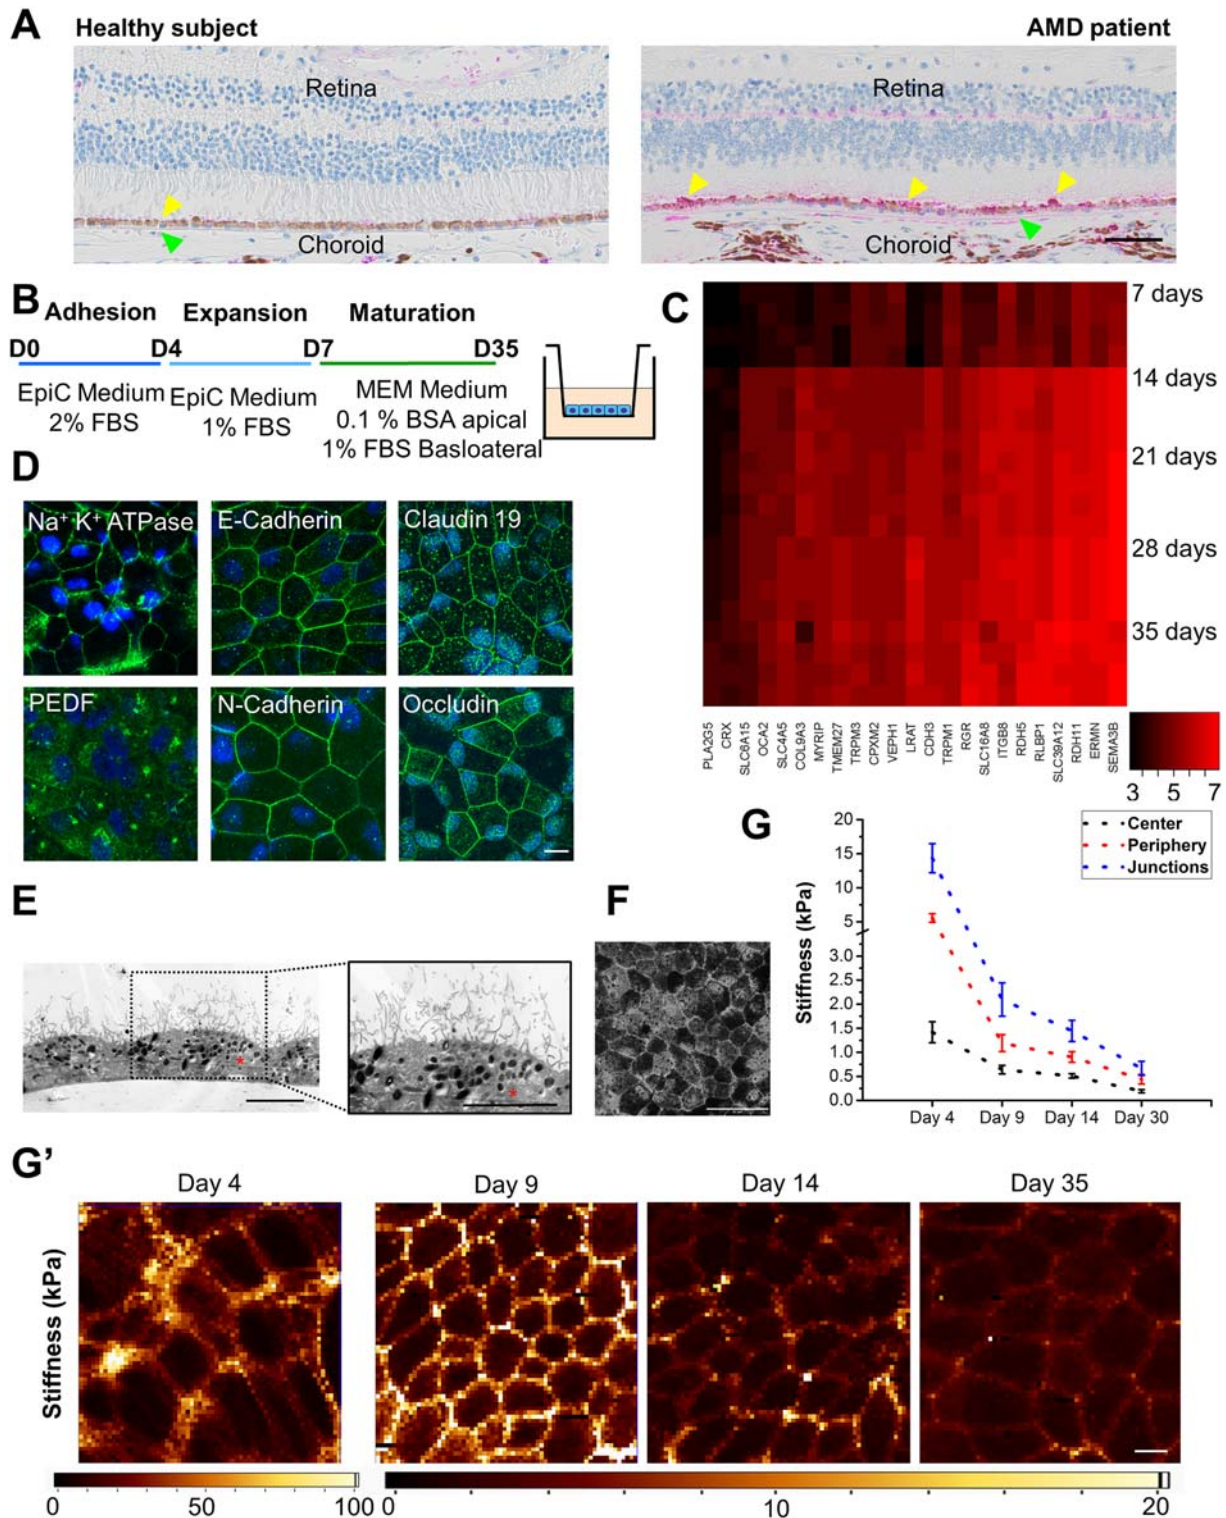 A
Healthy subject
AMD patient
Retina
Retina
Choroid
Choroid
B
Adhesion Expansion Maturation
D0 D4 D7 D35
EpiC Medium
2% FBS
EpiC Medium
1% FBS
MEM Medium
0.1 % BSA apical
1% FBS Basloateral
C
7 days
14 days
21 days
28 days
35 days
PLA2G5
CRX
SLC6A15
OCA2
SLC4A5
COL9A3
MYRIP
TMEM27
TRPM3
CPXM2
VEPH1
LRAT
CDH3
TRPM1
RGR
SLC16A8
ITGB8
RDH5
RLBP1
SLC39A12
RDH11
ERMN
SEMA3B
3 5 7
D
Na+ K+ ATPase
E-Cadherin
Claudin 19
PEDF
N-Cadherin
Occludin
E
*
*
F
G
Center
Periphery
Junctions
Stiffness (kPa)
20
15
10
5
3.0
2.5
2.0
1.5
1.0
0.5
0.0
Day 4 Day 9 Day 14 Day 30
G’
Day 4
Day 9
Day 14
Day 35
Stiffness (kPa)
0 50 100
0 10 20